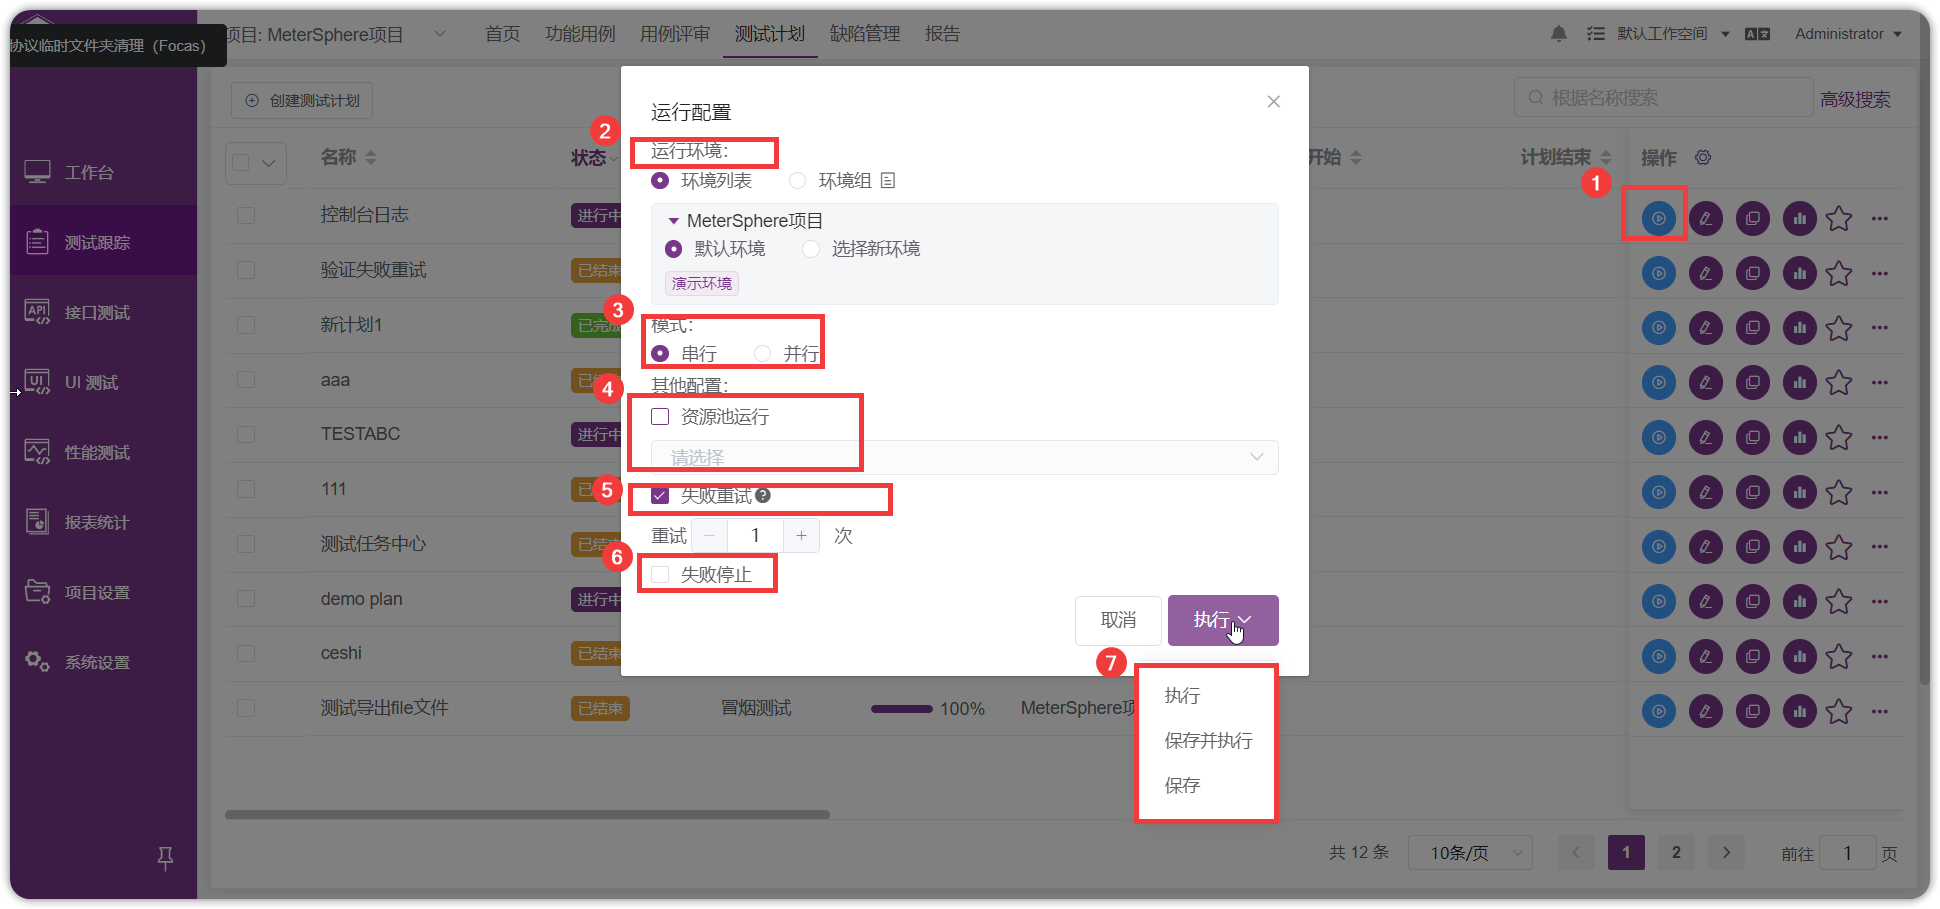 协议临时文件夹清理（Focas）
项目: MeterSphere项目
首页 功能用例 用例评审 测试计划 缺陷管理 报告
默认工作空间
Administrator
创建测试计划
根据名称搜索
高级搜索
工作台
测试跟踪
接口测试
UI 测试
性能测试
报表统计
项目设置
系统设置
名称 状态 开始 计划结束 操作
控制台日志 进行中
验证失败重试 已结束
新计划1 已完成
aaa 已结
TESTABC 进行中
111 已
测试任务中心 已结
demo plan 进行中
ceshi 已结束
测试导出file文件 已结束 冒烟测试 100% MeterSphere项
运行配置
1
2
运行环境:
环境列表 环境组
MeterSphere项目
默认环境 选择新环境
演示环境
3
模式:
串行 并行
4
其他配置:
资源池运行
请选择
5
失败重试
重试 − 1 + 次
6
失败停止
取消 执行
7
执行
保存并执行
保存
共 12 条 10条/页 1 2 前往 1 页